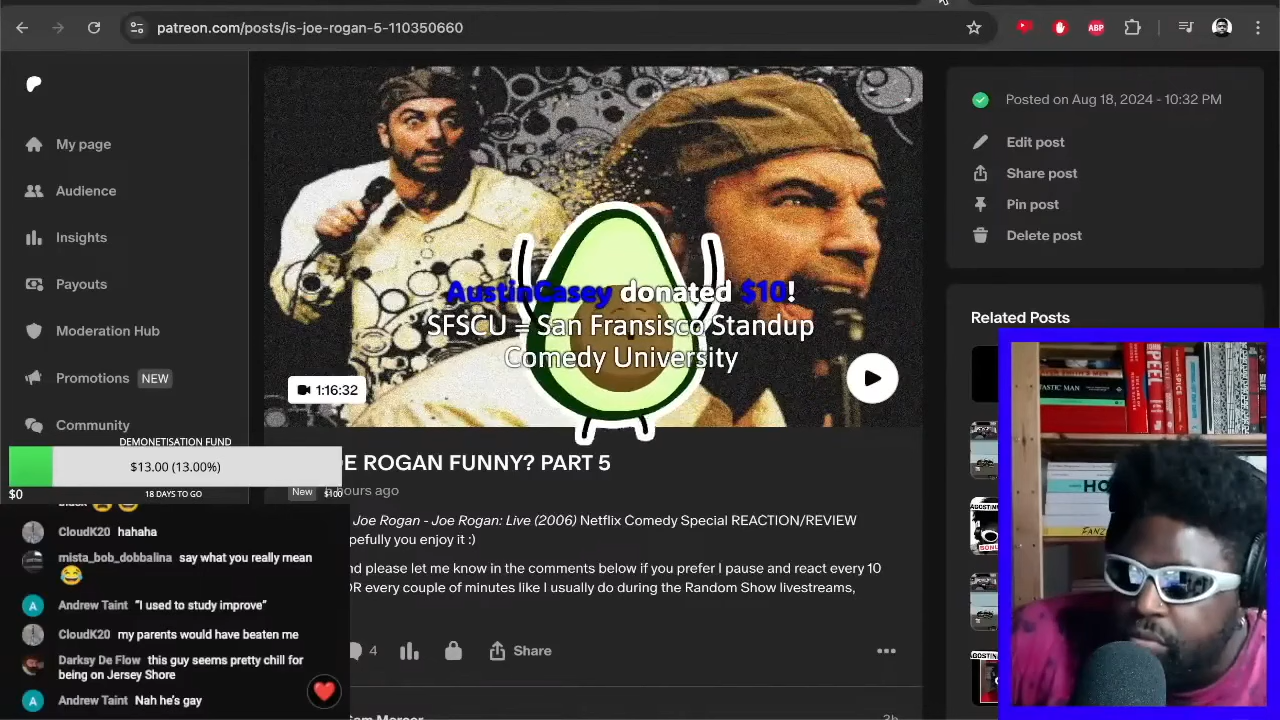 patreon.com/posts/is-joe-rogan-5-110350660
ABP
My page
Audience
Insights
Payouts
Moderation Hub
Promotions NEW
Community
1:16:32
AustinCasey donated $10!
SFSCU = San Fransisco Standup
Comedy University
Posted on Aug 18, 2024 - 10:32 PM
Edit post
Share post
Pin post
Delete post
Related Posts
DEMONETISATION FUND
$13.00 (13.00%)
$0
18 DAYS TO GO
$100
E ROGAN FUNNY? PART 5
New
hours ago
Joe Rogan - Joe Rogan: Live (2006) Netflix Comedy Special REACTION/REVIEW
pefully you enjoy it :)
nd please let me know in the comments below if you prefer I pause and react every 10
OR every couple of minutes like I usually do during the Random Show livestreams,
4
Share
CloudK20 hahaha
mista_bob_dobbalina say what you really mean
Andrew Taint "I used to study improve"
CloudK20 my parents would have beaten me
Darksy De Flow this guy seems pretty chill for
being on Jersey Shore
Andrew Taint Nah he's gay
PEEL
SPICE
TASTIC MAN